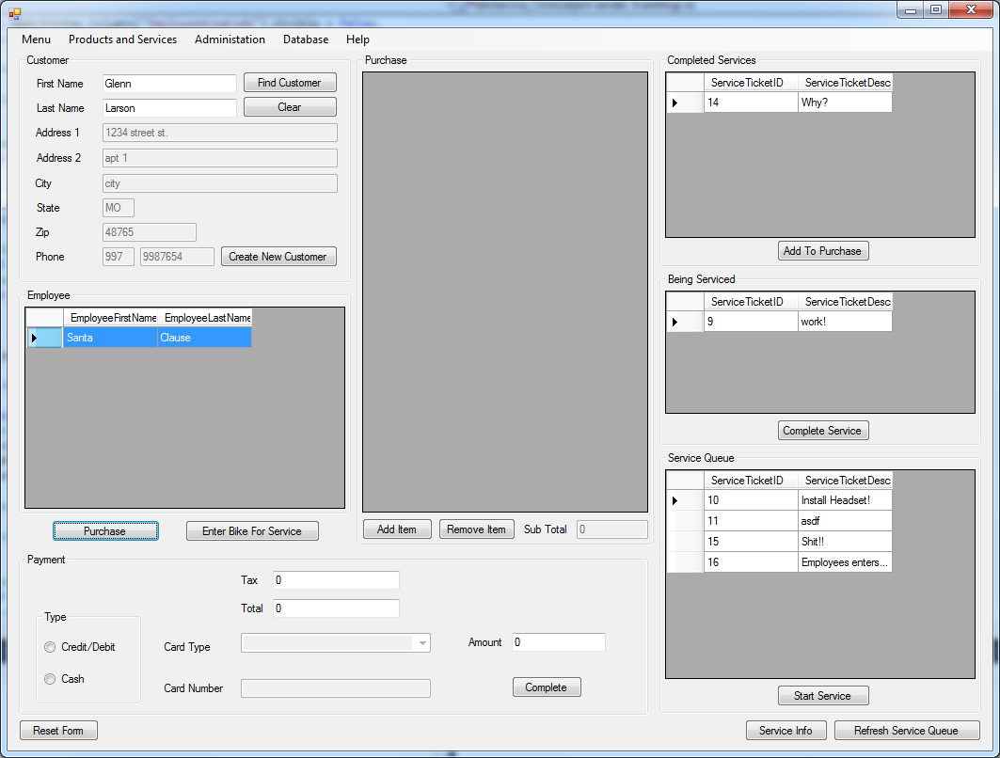 Menu Products and Services Administation Database Help
Customer
First Name Glenn Find Customer
Last Name Larson Clear
Address 1 1234 street st.
Address 2 apt 1
City city
State MO
Zip 48765
Phone 997 9987654 Create New Customer
Employee
EmployeeFirstName EmployeeLastName
Santa Clause
Purchase Enter Bike For Service
Purchase
Add Item Remove Item Sub Total 0
Payment
Tax 0
Total 0
Type
Credit/Debit
Cash
Card Type
Card Number
Amount 0
Complete
Reset Form
Completed Services
ServiceTicketID ServiceTicketDesc
14 Why?
Add To Purchase
Being Serviced
ServiceTicketID ServiceTicketDesc
9 work!
Complete Service
Service Queue
ServiceTicketID ServiceTicketDesc
10 Install Headset!
11 asdf
15 Shit!!
16 Employees enters...
Start Service
Service Info Refresh Service Queue